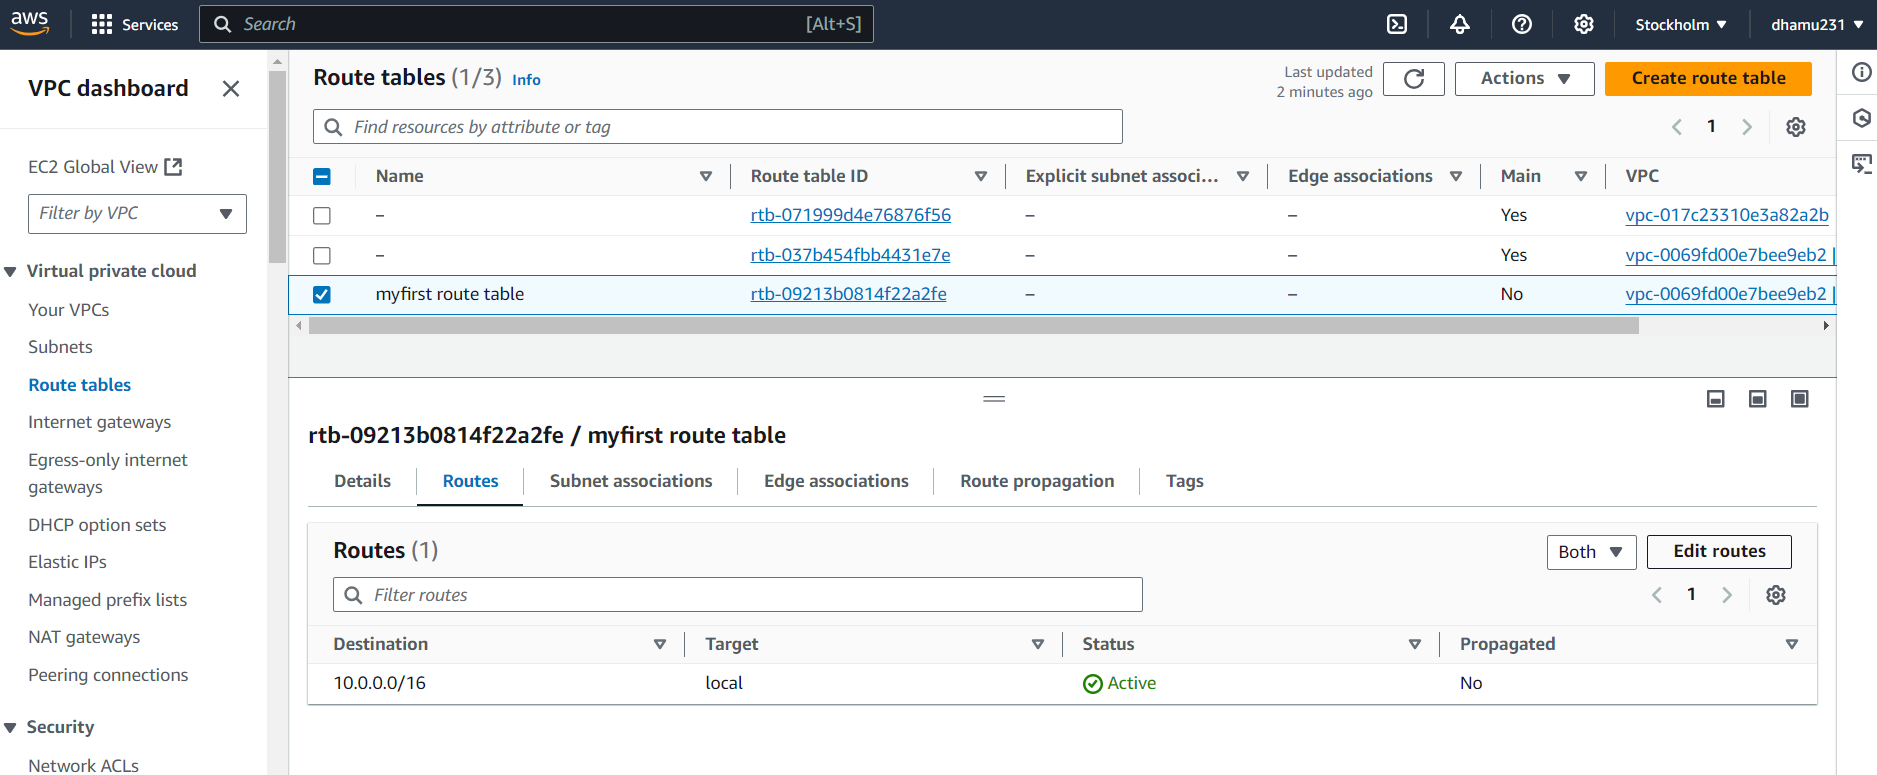 aws Services Search [Alt+S] Stockholm dhamu231
VPC dashboard
EC2 Global View
Filter by VPC
Virtual private cloud
Your VPCs
Subnets
Route tables
Internet gateways
Egress-only internet
gateways
DHCP option sets
Elastic IPs
Managed prefix lists
NAT gateways
Peering connections
Security
Network ACLs
Route tables (1/3) Info
Last updated
2 minutes ago
Actions
Create route table
Find resources by attribute or tag
1
Name Route table ID Explicit subnet associ... Edge associations Main VPC
– rtb-071999d4e76876f56 – – Yes vpc-017c23310e3a82a2b
– rtb-037b454fbb4431e7e – – Yes vpc-0069fd00e7bee9eb2 |
myfirst route table rtb-09213b0814f22a2fe – – No vpc-0069fd00e7bee9eb2 |
rtb-09213b0814f22a2fe / myfirst route table
Details Routes Subnet associations Edge associations Route propagation Tags
Routes (1)
Both
Edit routes
Filter routes
1
Destination Target Status Propagated
10.0.0.0/16 local Active No